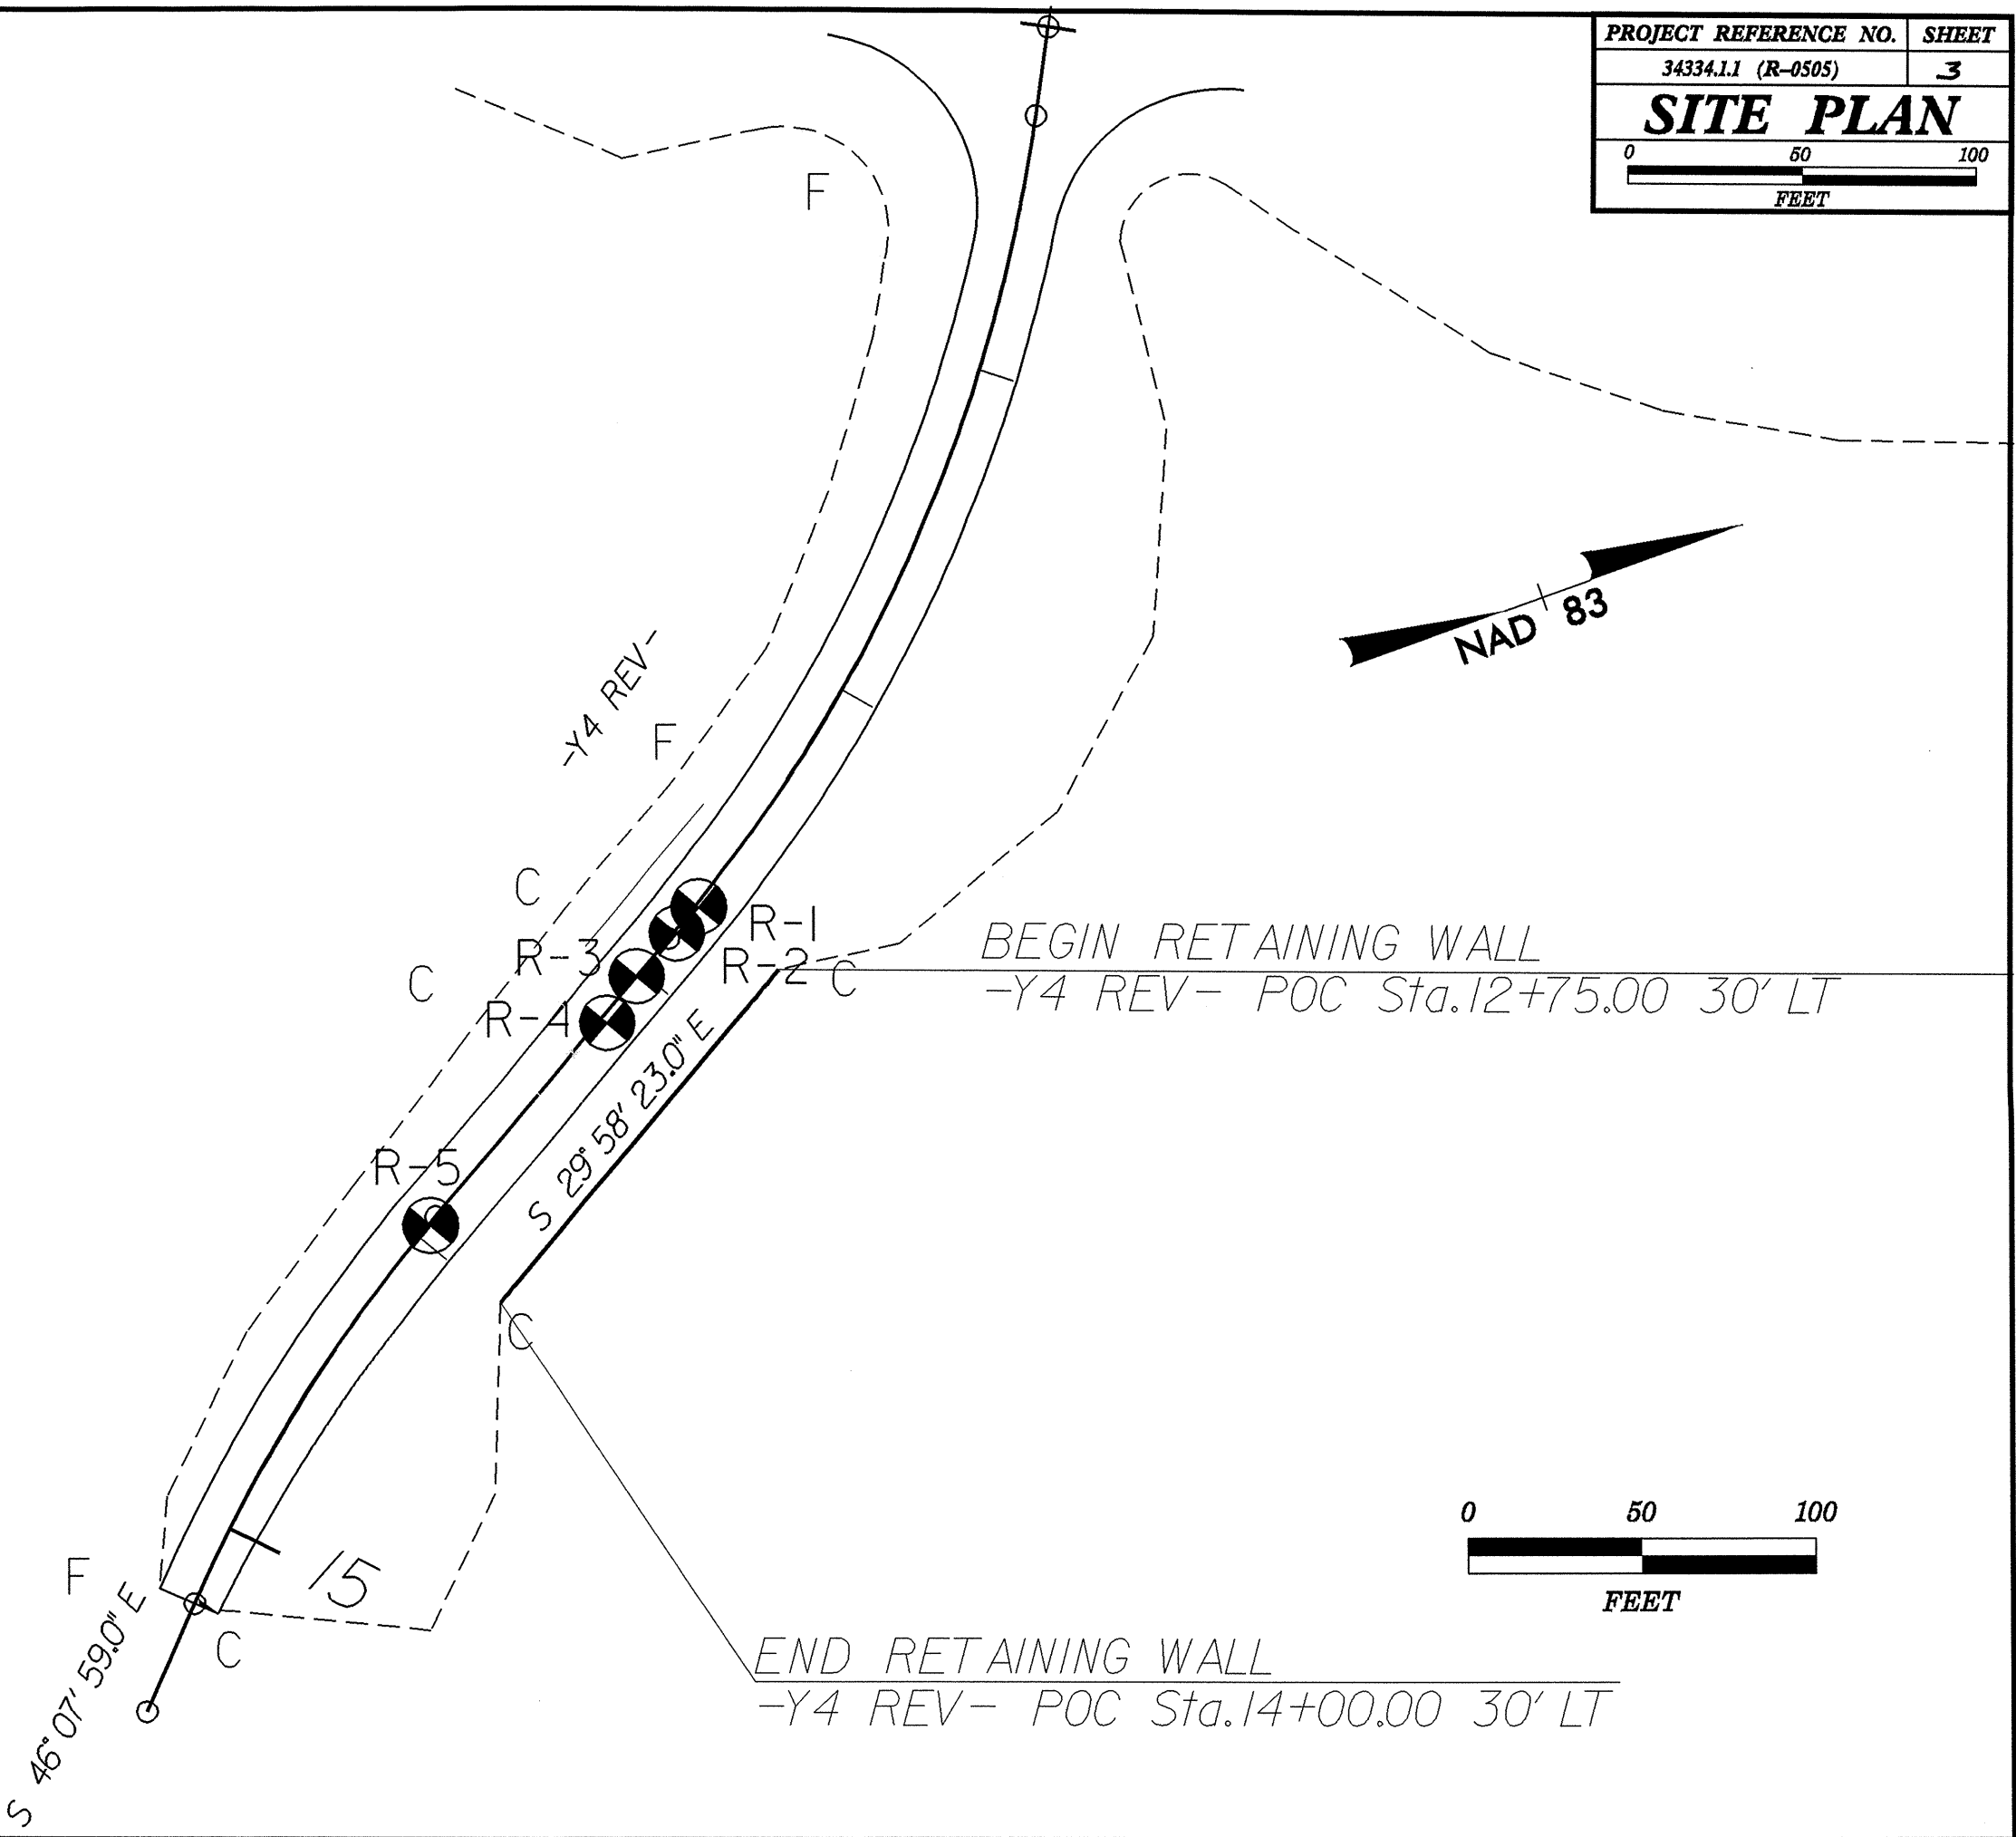 PROJECT REFERENCE NO. SHEET
34334.1.1 (R-0505) 3
SITE PLAN
0 50 100
FEET
F
NAD 83
-Y4 REV-
F
C
R-1
R-3
R-2
BEGIN RETAINING WALL
C
C
-Y4 REV- POC Sta.12+75.00 30' LT
R-4
S 29°58' 23.0" E
R-5
C
0 50 100
FEET
F
15
S 46°07' 59.0" E
C
END RETAINING WALL
-Y4 REV- POC Sta.14+00.00 30' LT